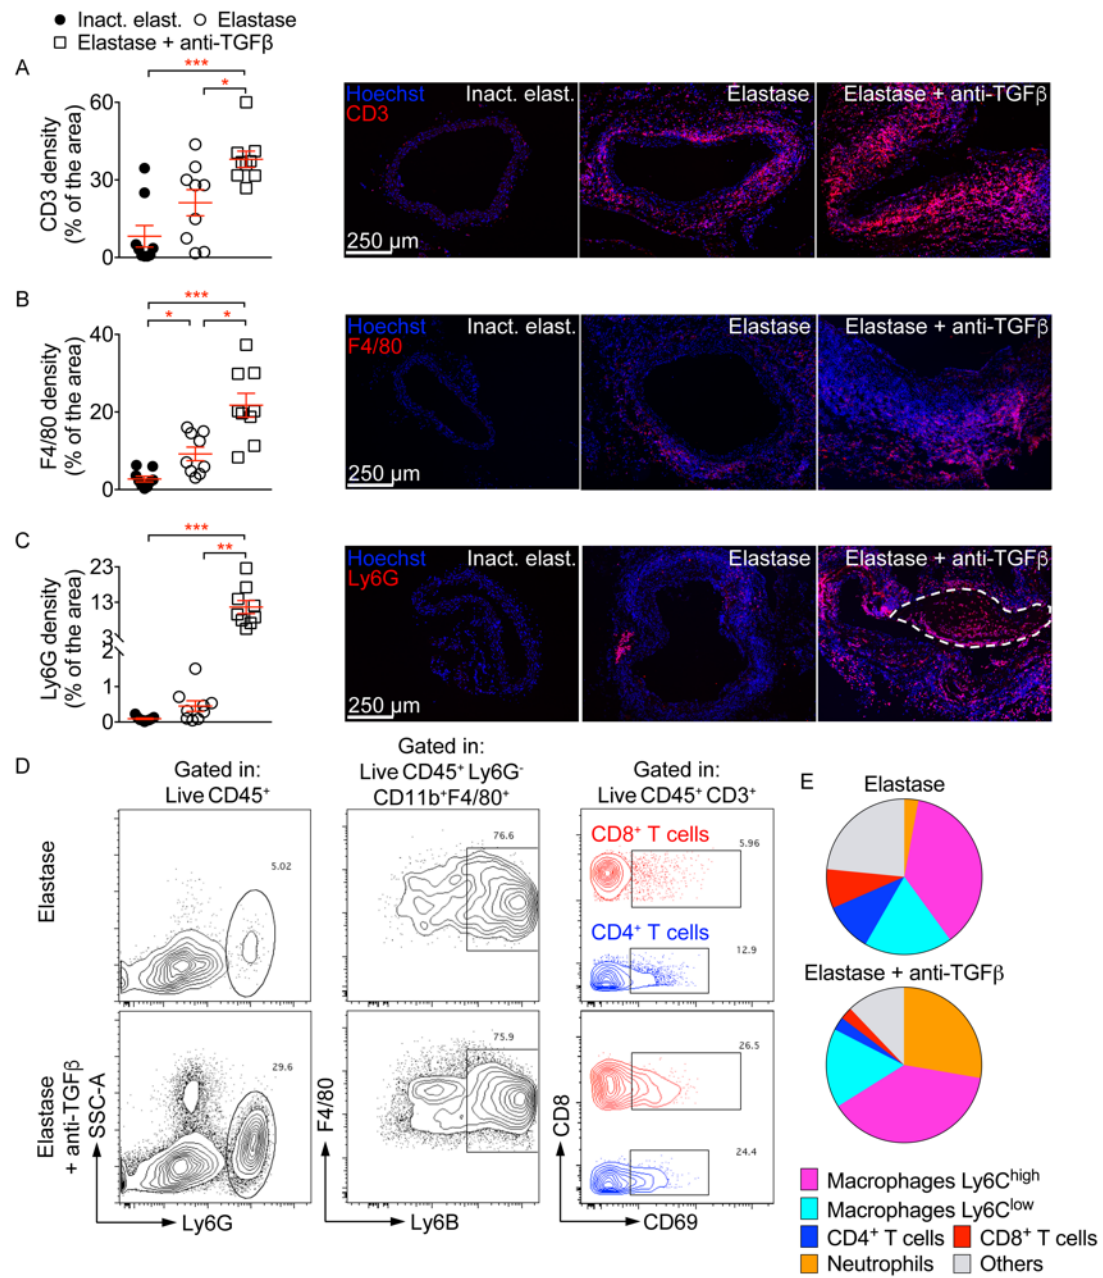 Inact. elast. Elastase
Elastase + anti-TGFβ
A
***
*
60
30
0
CD3 density
(% of the area)
Hoechst
CD3
Inact. elast.
Elastase
Elastase + anti-TGFβ
250 μm
B
***
* *
40
20
0
F4/80 density
(% of the area)
Hoechst
F4/80
Inact. elast.
Elastase
Elastase + anti-TGFβ
250 μm
C
***
**
23
13
3
2
1
0
Ly6G density
(% of the area)
Hoechst
Ly6G
Inact. elast.
Elastase
Elastase + anti-TGFβ
250 μm
D
Gated in:
Live CD45⁺
Gated in:
Live CD45⁺ Ly6G⁻
CD11b⁺F4/80⁺
Gated in:
Live CD45⁺ CD3⁺
Elastase
5.02
76.6
CD8⁺ T cells
5.96
CD4⁺ T cells
12.9
Elastase
+ anti-TGFβ
29.6
75.9
26.5
24.4
SSC-A
Ly6G
F4/80
Ly6B
CD8
CD69
E
Elastase
Elastase + anti-TGFβ
Macrophages Ly6Cʰⁱᵍʰ
Macrophages Ly6Cˡᵒʷ
CD4⁺ T cells CD8⁺ T cells
Neutrophils Others